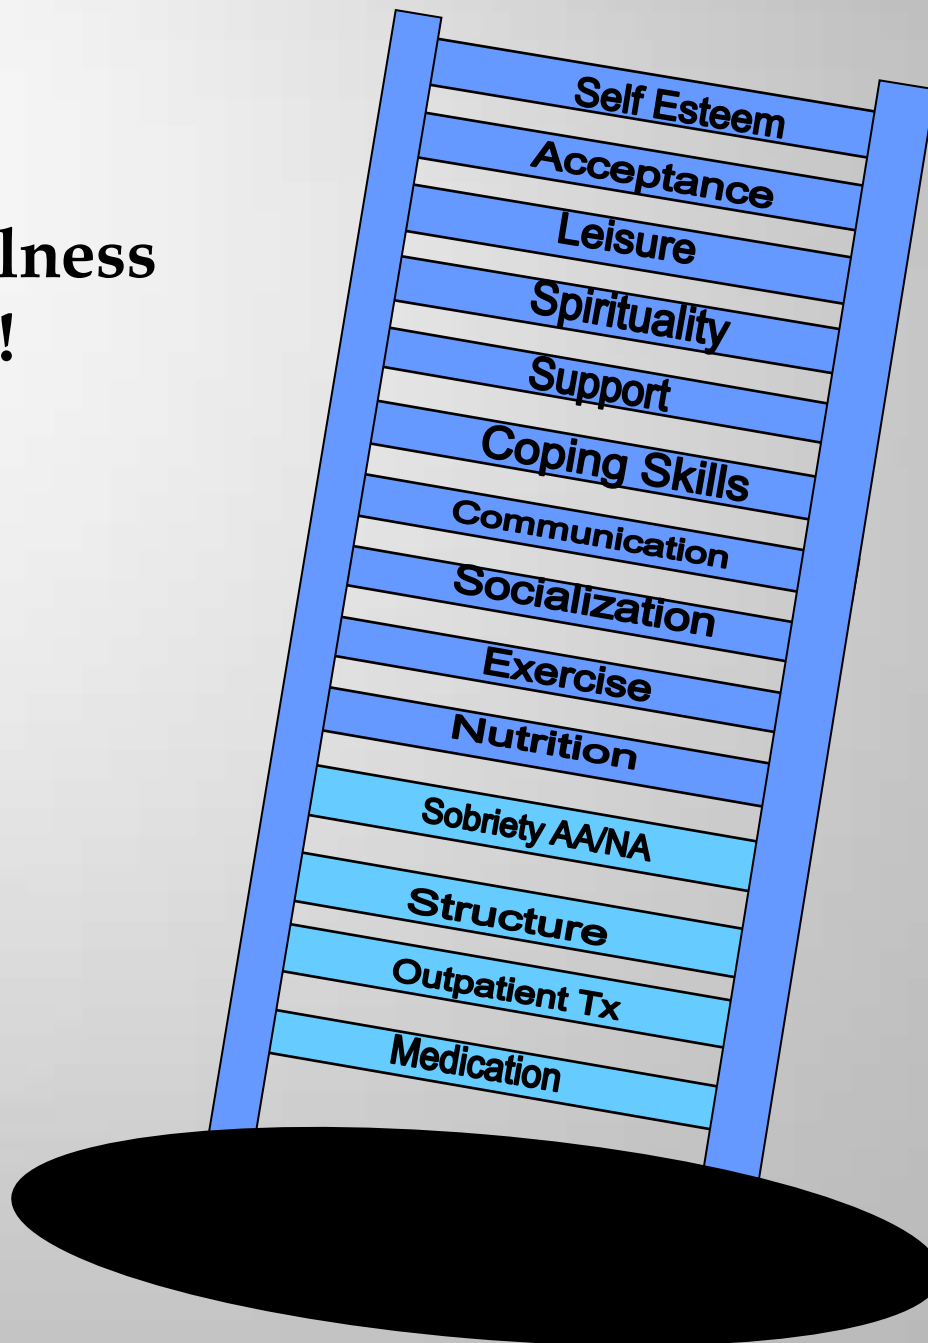 lness
!
Self Esteem
Acceptance
Leisure
Spirituality
Support
Coping Skills
Communication
Socialization
Exercise
Nutrition
Sobriety AA/NA
Structure
Outpatient Tx
Medication